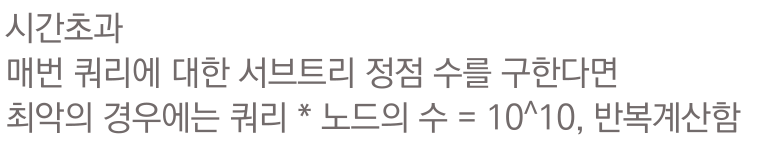 시간초과
매번 쿼리에 대한 서브트리 정점 수를 구한다면
최악의 경우에는 쿼리 * 노드의 수 = 10^10, 반복계산함